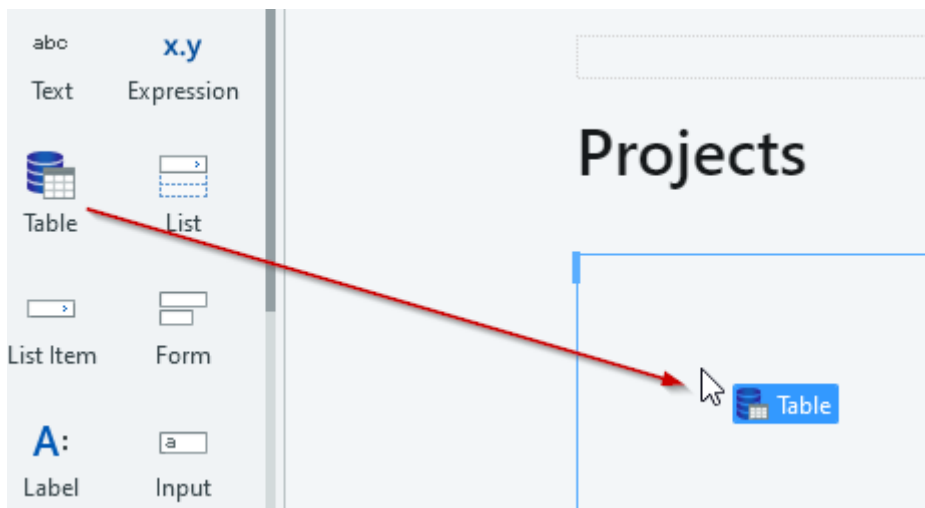 abc x.y
Text Expression
Projects
Table List
List Item Form
Table
A: a
Label Input